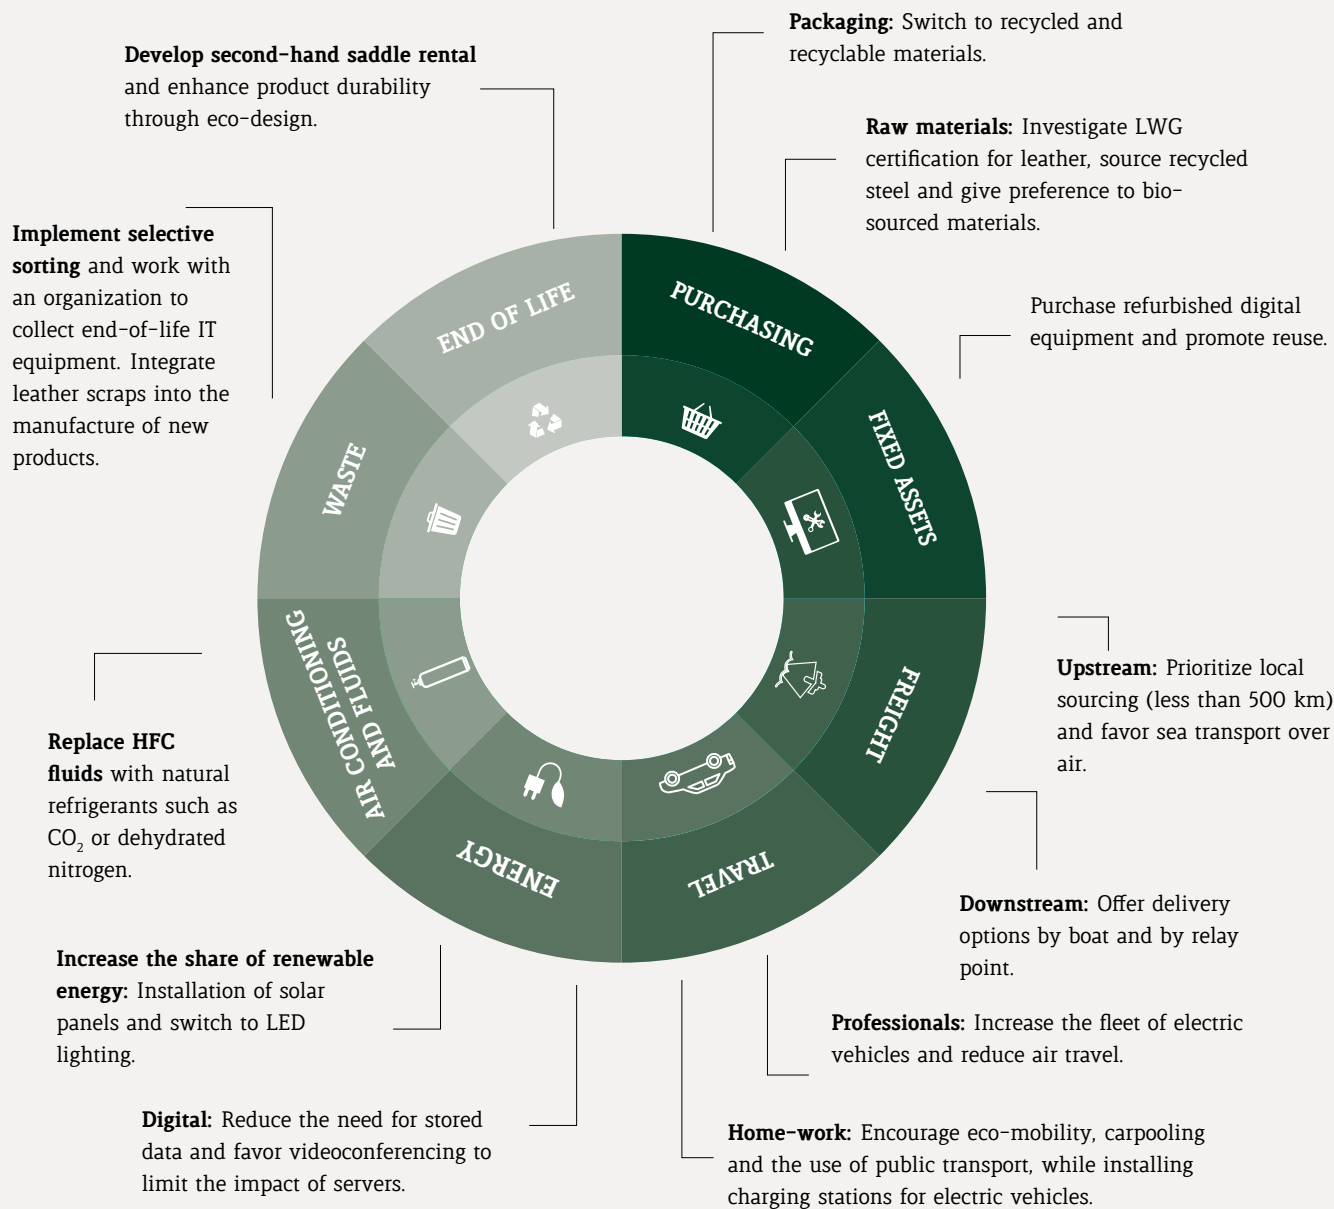 Packaging: Switch to recycled and
recyclable materials.
Develop second-hand saddle rental
and enhance product durability
through eco-design.
Raw materials: Investigate LWG
certification for leather, source recycled
steel and give preference to bio-
sourced materials.
Implement selective
sorting and work with
an organization to
collect end-of-life IT
equipment. Integrate
leather scraps into the
manufacture of new
products.
Purchase refurbished digital
equipment and promote reuse.
END OF LIFE
PURCHASING
WASTE
FIXED ASSETS
AIR CONDITIONING
AND FLUIDS
FREIGHT
ENERGY
TRAVEL
Upstream: Prioritize local
sourcing (less than 500 km)
and favor sea transport over
air.
Replace HFC
fluids with natural
refrigerants such as
CO₂ or dehydrated
nitrogen.
Downstream: Offer delivery
options by boat and by relay
point.
Increase the share of renewable
energy: Installation of solar
panels and switch to LED
lighting.
Professionals: Increase the fleet of electric
vehicles and reduce air travel.
Digital: Reduce the need for stored
data and favor videoconferencing to
limit the impact of servers.
Home-work: Encourage eco-mobility, carpooling
and the use of public transport, while installing
charging stations for electric vehicles.